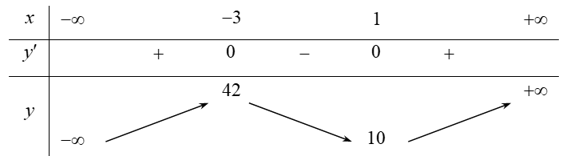 x −∞ −3 1 +∞
y′ + 0 − 0 +
42 +∞
y
−∞ 10